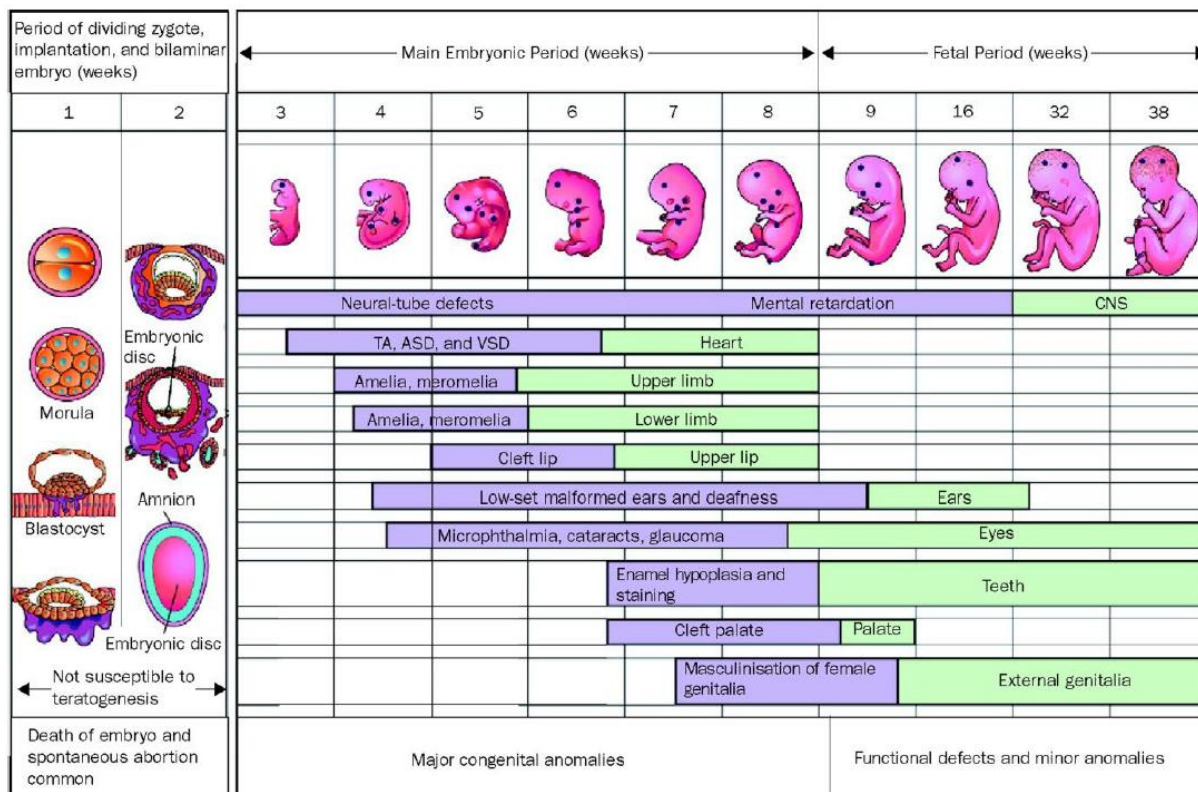 Period of dividing zygote,
implantation, and bilaminar
embryo (weeks)
Main Embryonic Period (weeks)
Fetal Period (weeks)
1
2
3
4
5
6
7
8
9
16
32
38
Embryonic
disc
Morula
Amnion
Blastocyst
Embryonic disc
Not susceptible to
teratogenesis
Death of embryo and
spontaneous abortion
common
Neural-tube defects
Mental retardation
CNS
TA, ASD, and VSD
Heart
Amelia, meromelia
Upper limb
Amelia, meromelia
Lower limb
Cleft lip
Upper lip
Low-set malformed ears and deafness
Ears
Microphthalmia, cataracts, glaucoma
Eyes
Enamel hypoplasia and
staining
Teeth
Cleft palate
Palate
Masculinisation of female
genitalia
External genitalia
Major congenital anomalies
Functional defects and minor anomalies